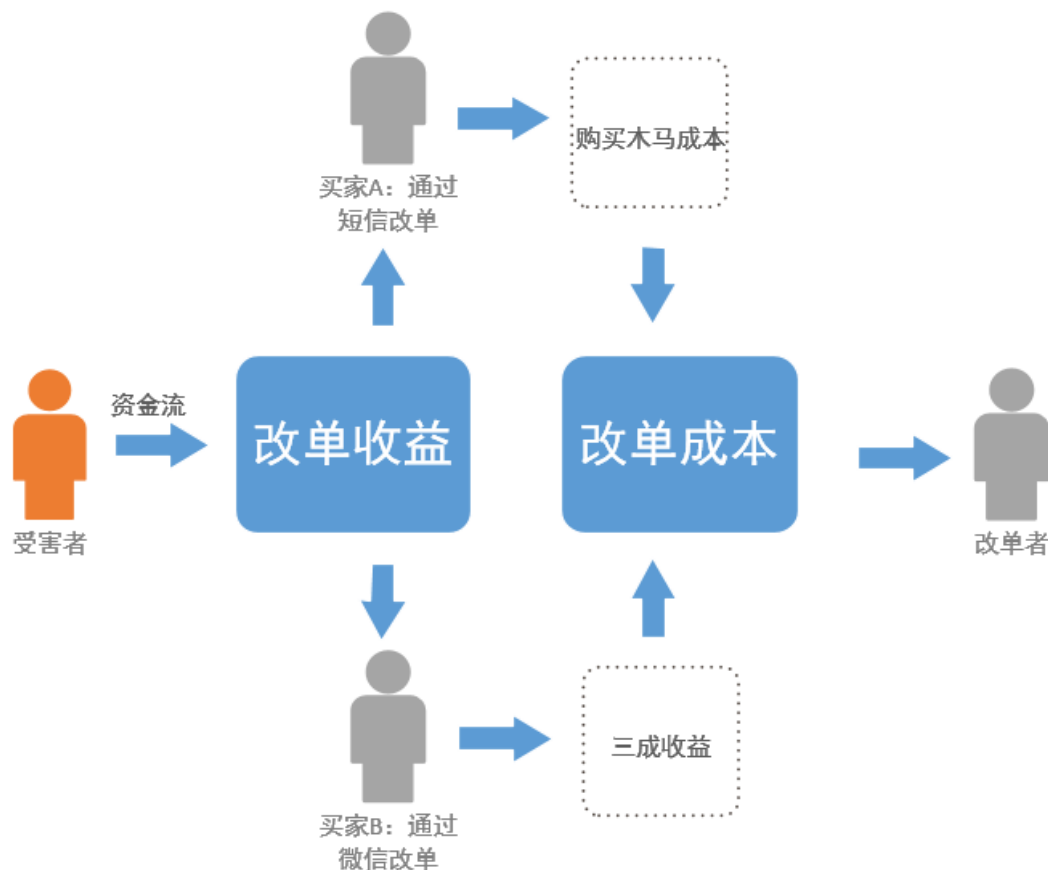 购买木马成本
买家A：通过
短信改单
资金流
改单收益
改单成本
受害者
改单者
三成收益
买家B：通过
微信改单